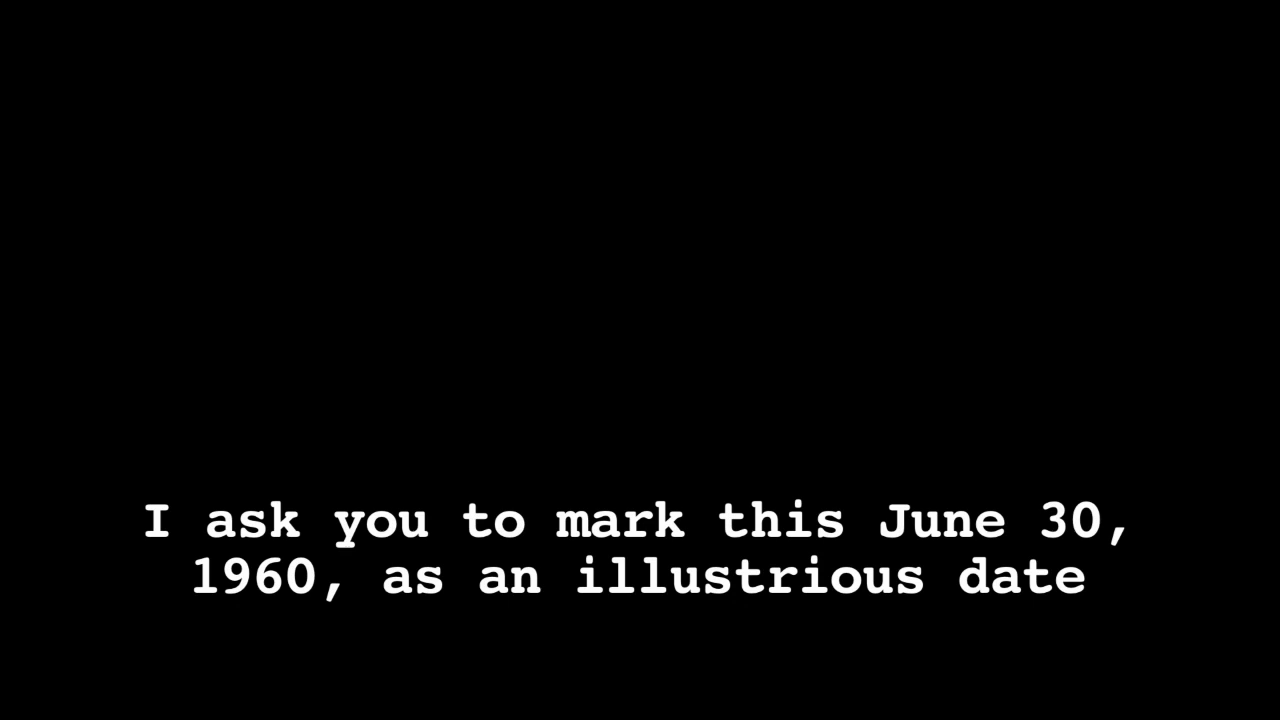 I ask you to mark this June 30,
1960, as an illustrious date